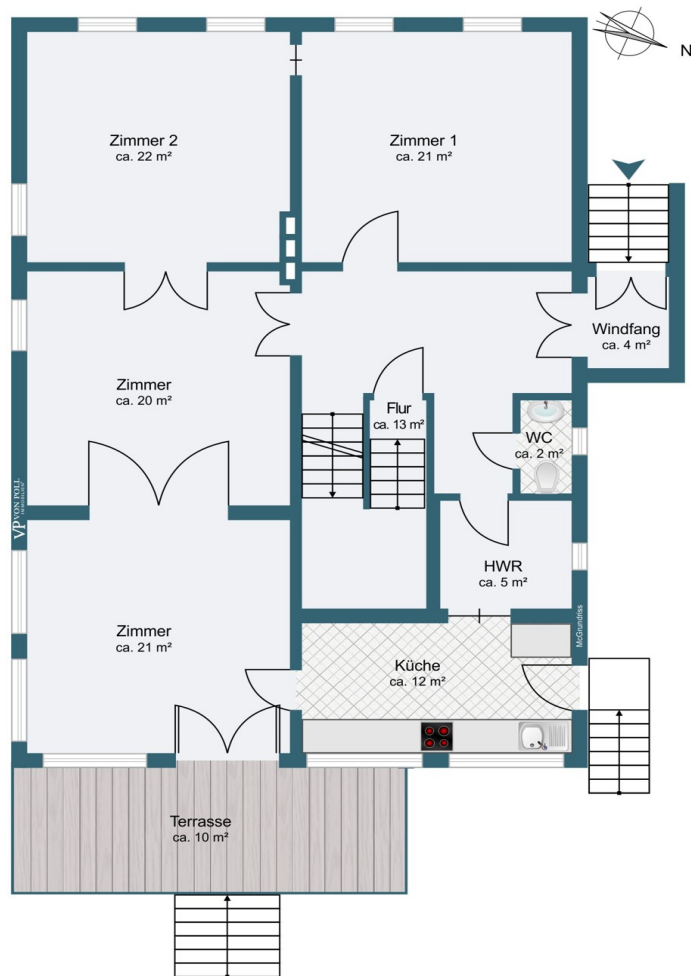 N
Zimmer 2
ca. 22 m²
Zimmer 1
ca. 21 m²
Windfang
ca. 4 m²
Zimmer
ca. 20 m²
Flur
ca. 13 m²
WC
ca. 2 m²
VP VON POLL
IMMOBILIEN
HWR
ca. 5 m²
McGrundriss
Zimmer
ca. 21 m²
Küche
ca. 12 m²
Terrasse
ca. 10 m²